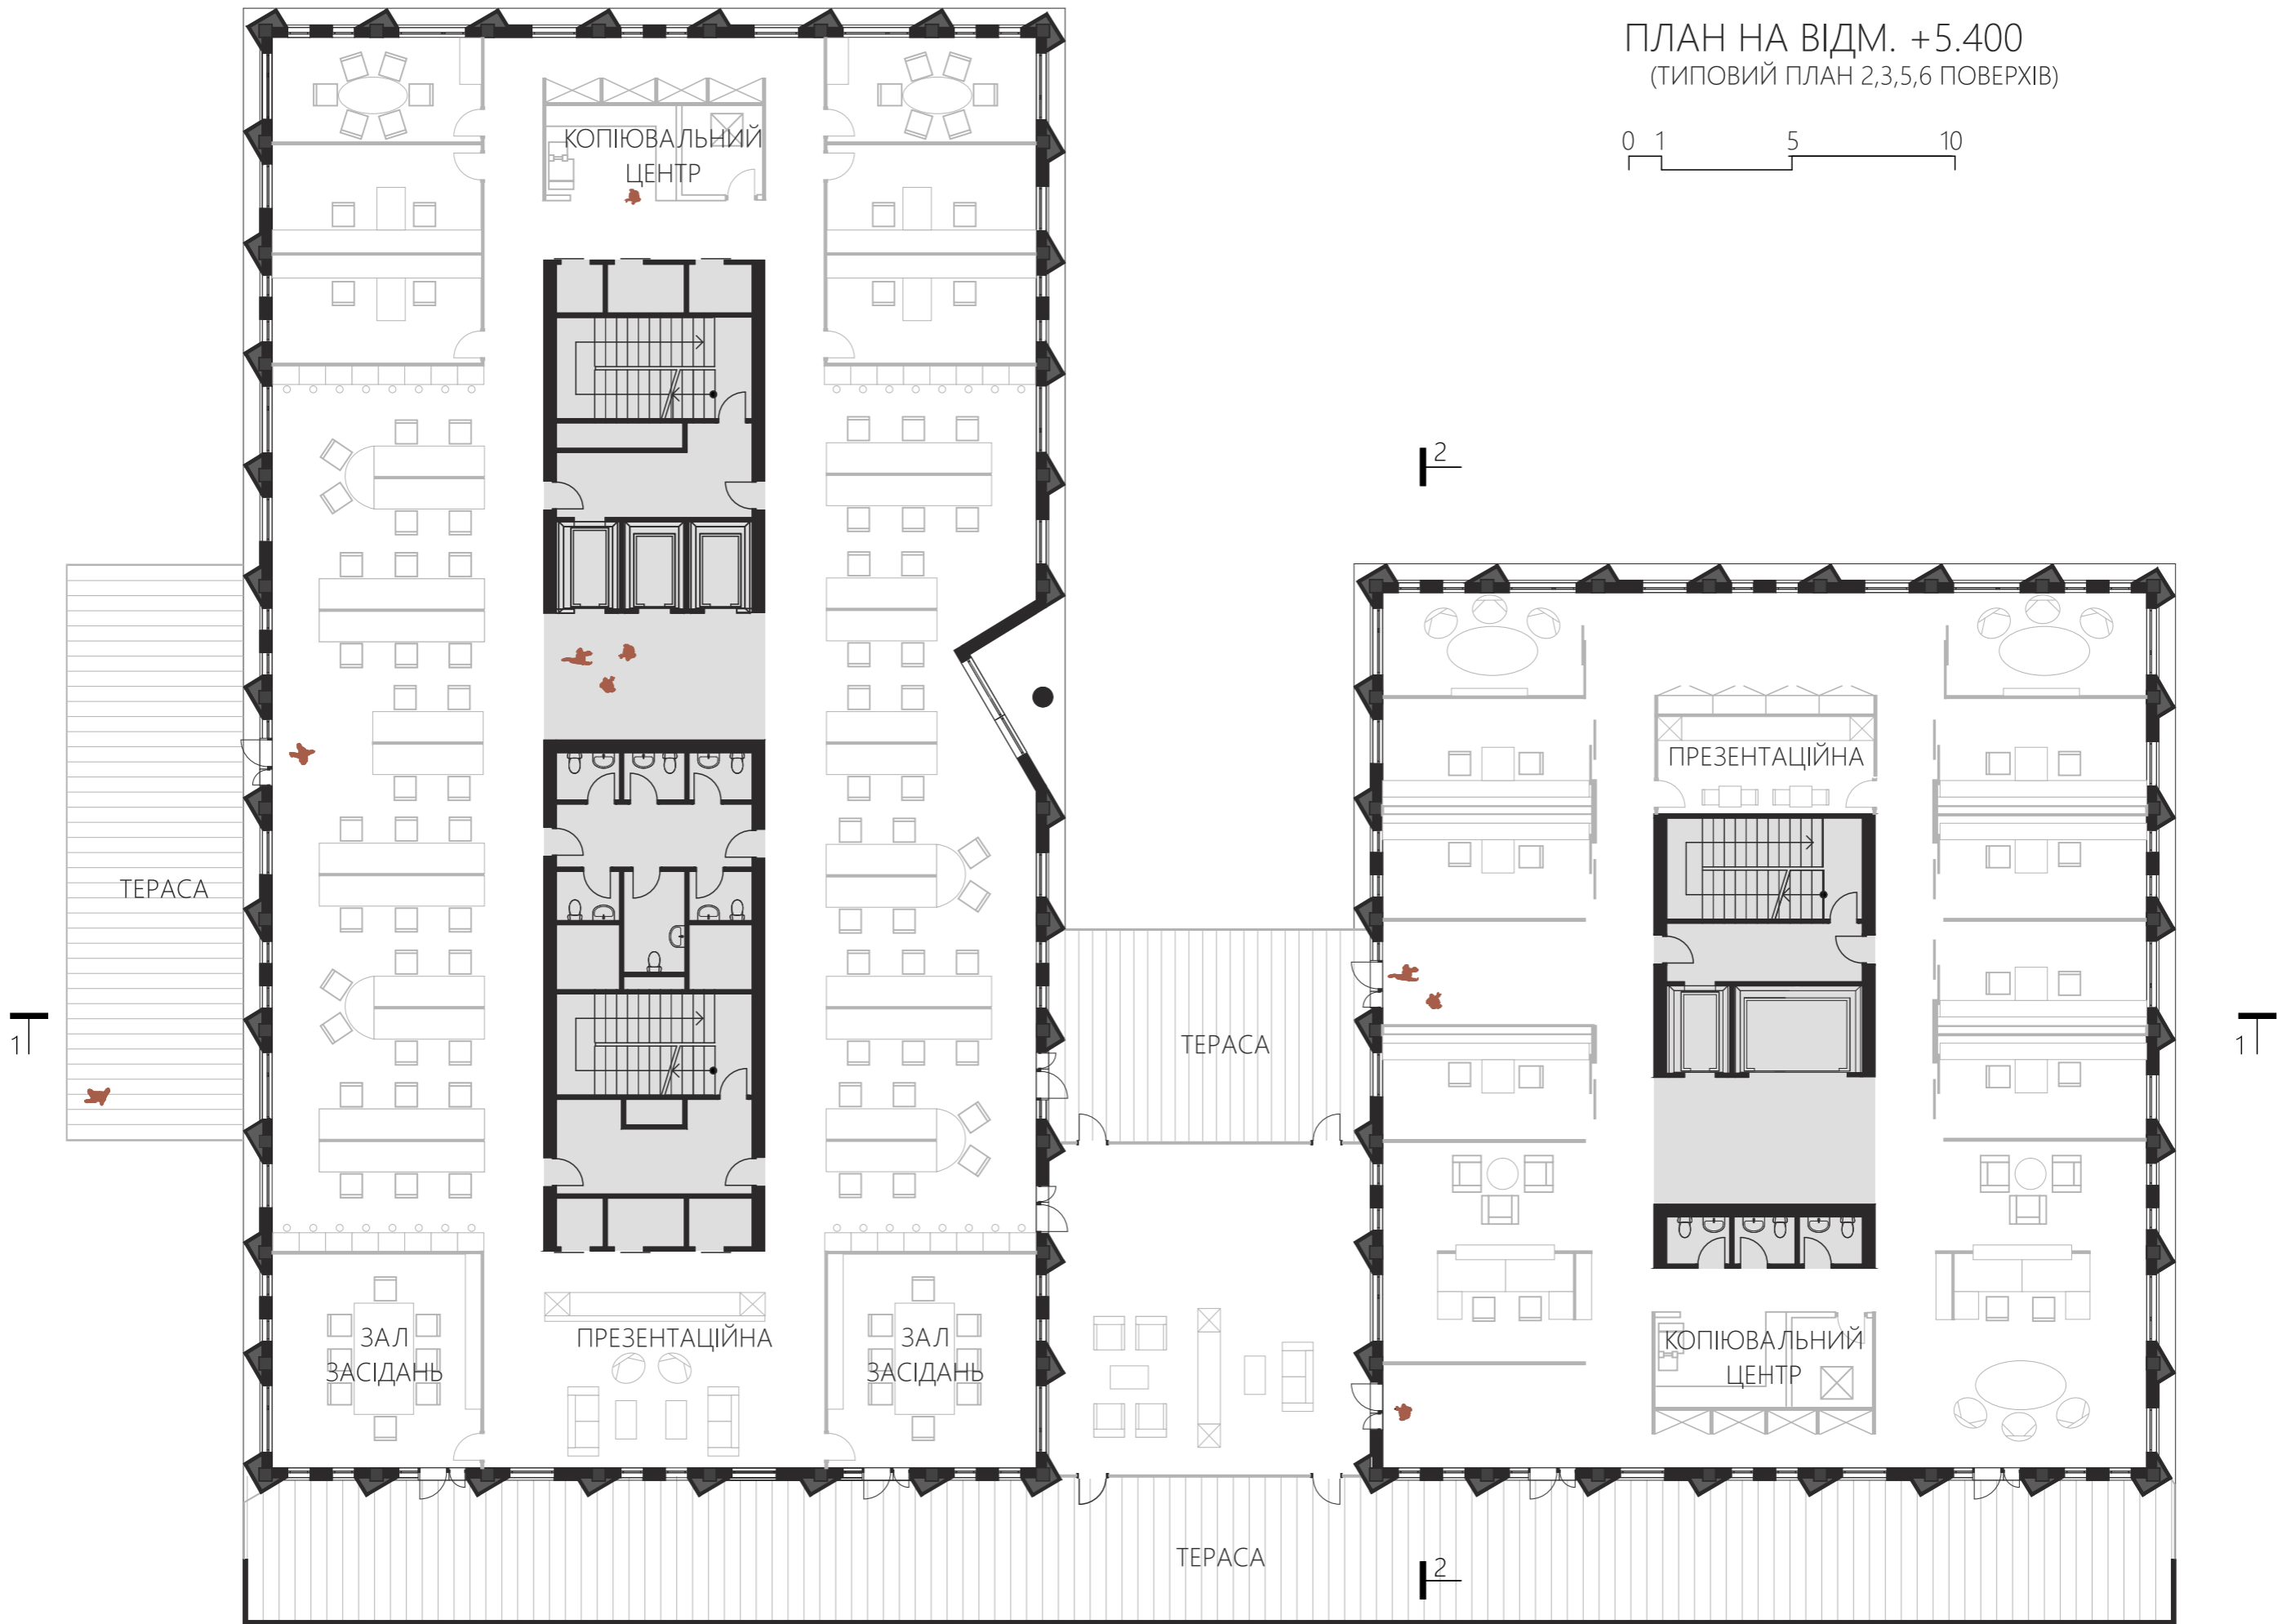 ПЛАН НА ВІДМ. +5.400
(ТИПОВИЙ ПЛАН 2,3,5,6 ПОВЕРХІВ)
0 1 5 10
КОПІЮВАЛЬНИЙ
ЦЕНТР
2
ПРЕЗЕНТАЦІЙНА
ТЕРАСА
ТЕРАСА
1
1
ЗАЛ
ЗАСІДАНЬ
ПРЕЗЕНТАЦІЙНА
ЗАЛ
ЗАСІДАНЬ
КОПІЮВАЛЬНИЙ
ЦЕНТР
ТЕРАСА
2